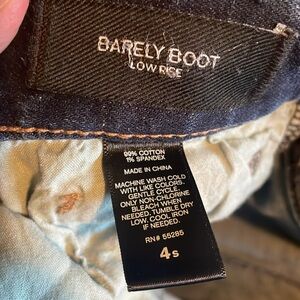 BARELY BOOT
LOW RISE
99% COTTON
1% SPANDEX
MADE IN CHINA
MACHINE WASH COLD
WITH LIKE COLORS.
GENTLE CYCLE.
ONLY NON-CHLORINE
BLEACH WHEN
NEEDED. TUMBLE DRY
LOW. COOL IRON
IF NEEDED.
RN# 55285
4S